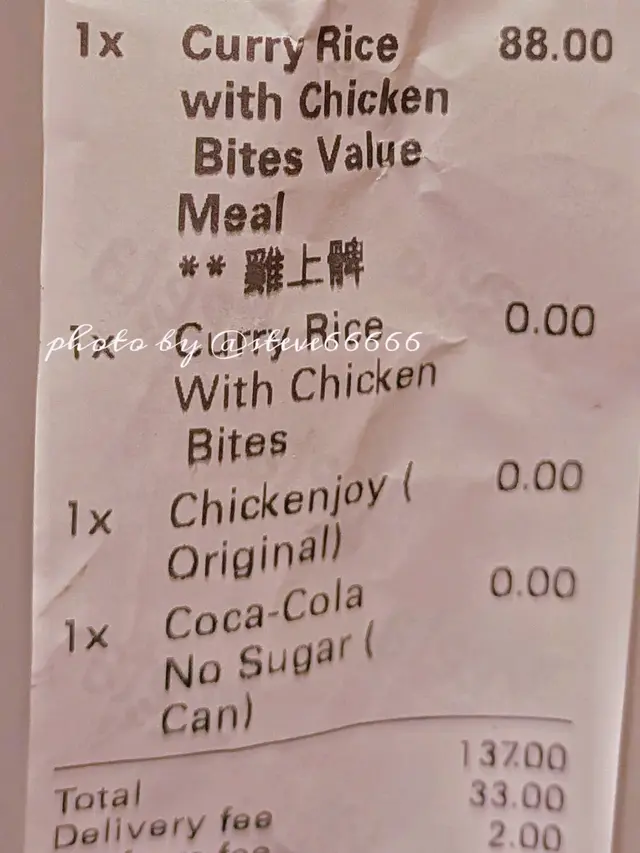 1x Curry Rice 88.00
with Chicken
Bites Value
Meal
** 雞上髀
1x Curry Rice 0.00
photo by @steve66666
With Chicken
Bites
1x Chickenjoy ( 0.00
Original)
1x Coca-Cola 0.00
No Sugar (
Can)
Total 137.00
Delivery fee 33.00
fee 2.00